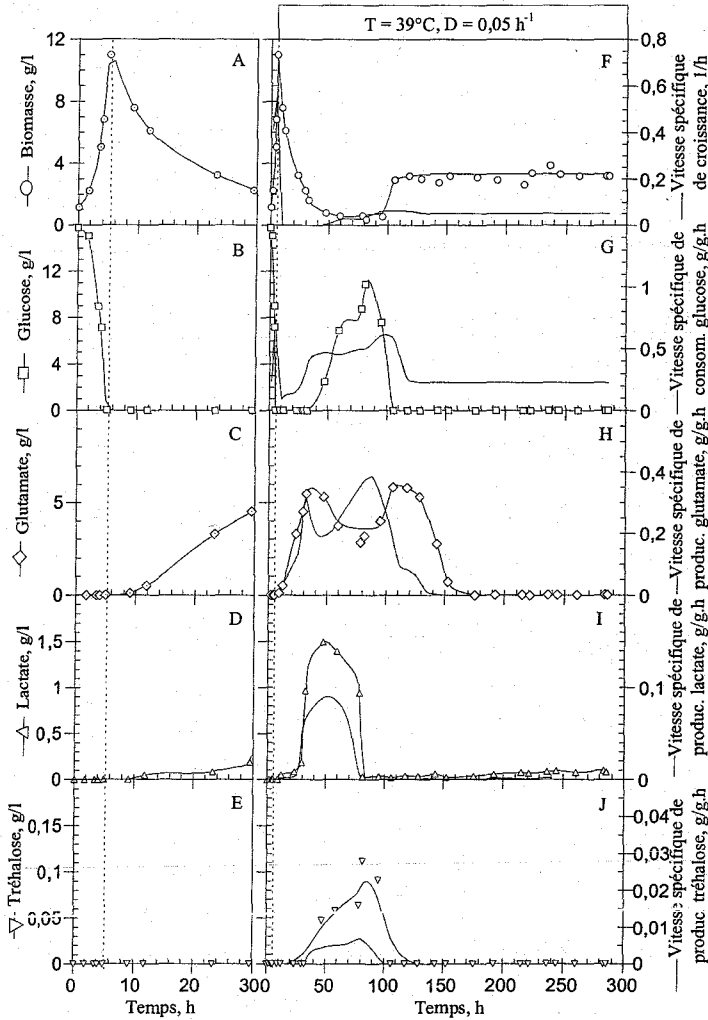 T = 39°C, D = 0,05 h-1
Biomasse, g/l
12
8
4
0
A
F
0,8
0,6
0,4
0,2
0
Vitesse spécifique
de croissance, 1/h
Glucose, g/l
12
8
4
0
B
G
1
0,5
0
Vitesse spécifique de
consom. glucose, g/g.h
Glutamate, g/l
5
0
C
H
0,4
0,2
0
Vitesse spécifique de
produc. glutamate, g/g.h
Lactate, g/l
1,5
1
0,5
0
D
I
0,1
0
Vitesse spécifique de
produc. lactate, g/g.h
Tréhalose, g/l
0,15
0,1
0,05
0
E
J
0,04
0,03
0,02
0,01
0
Vitesse spécifique de
produc. tréhalose, g/g.h
0 10 20 30
50 100 150 200 250 300
Temps, h
Temps, h